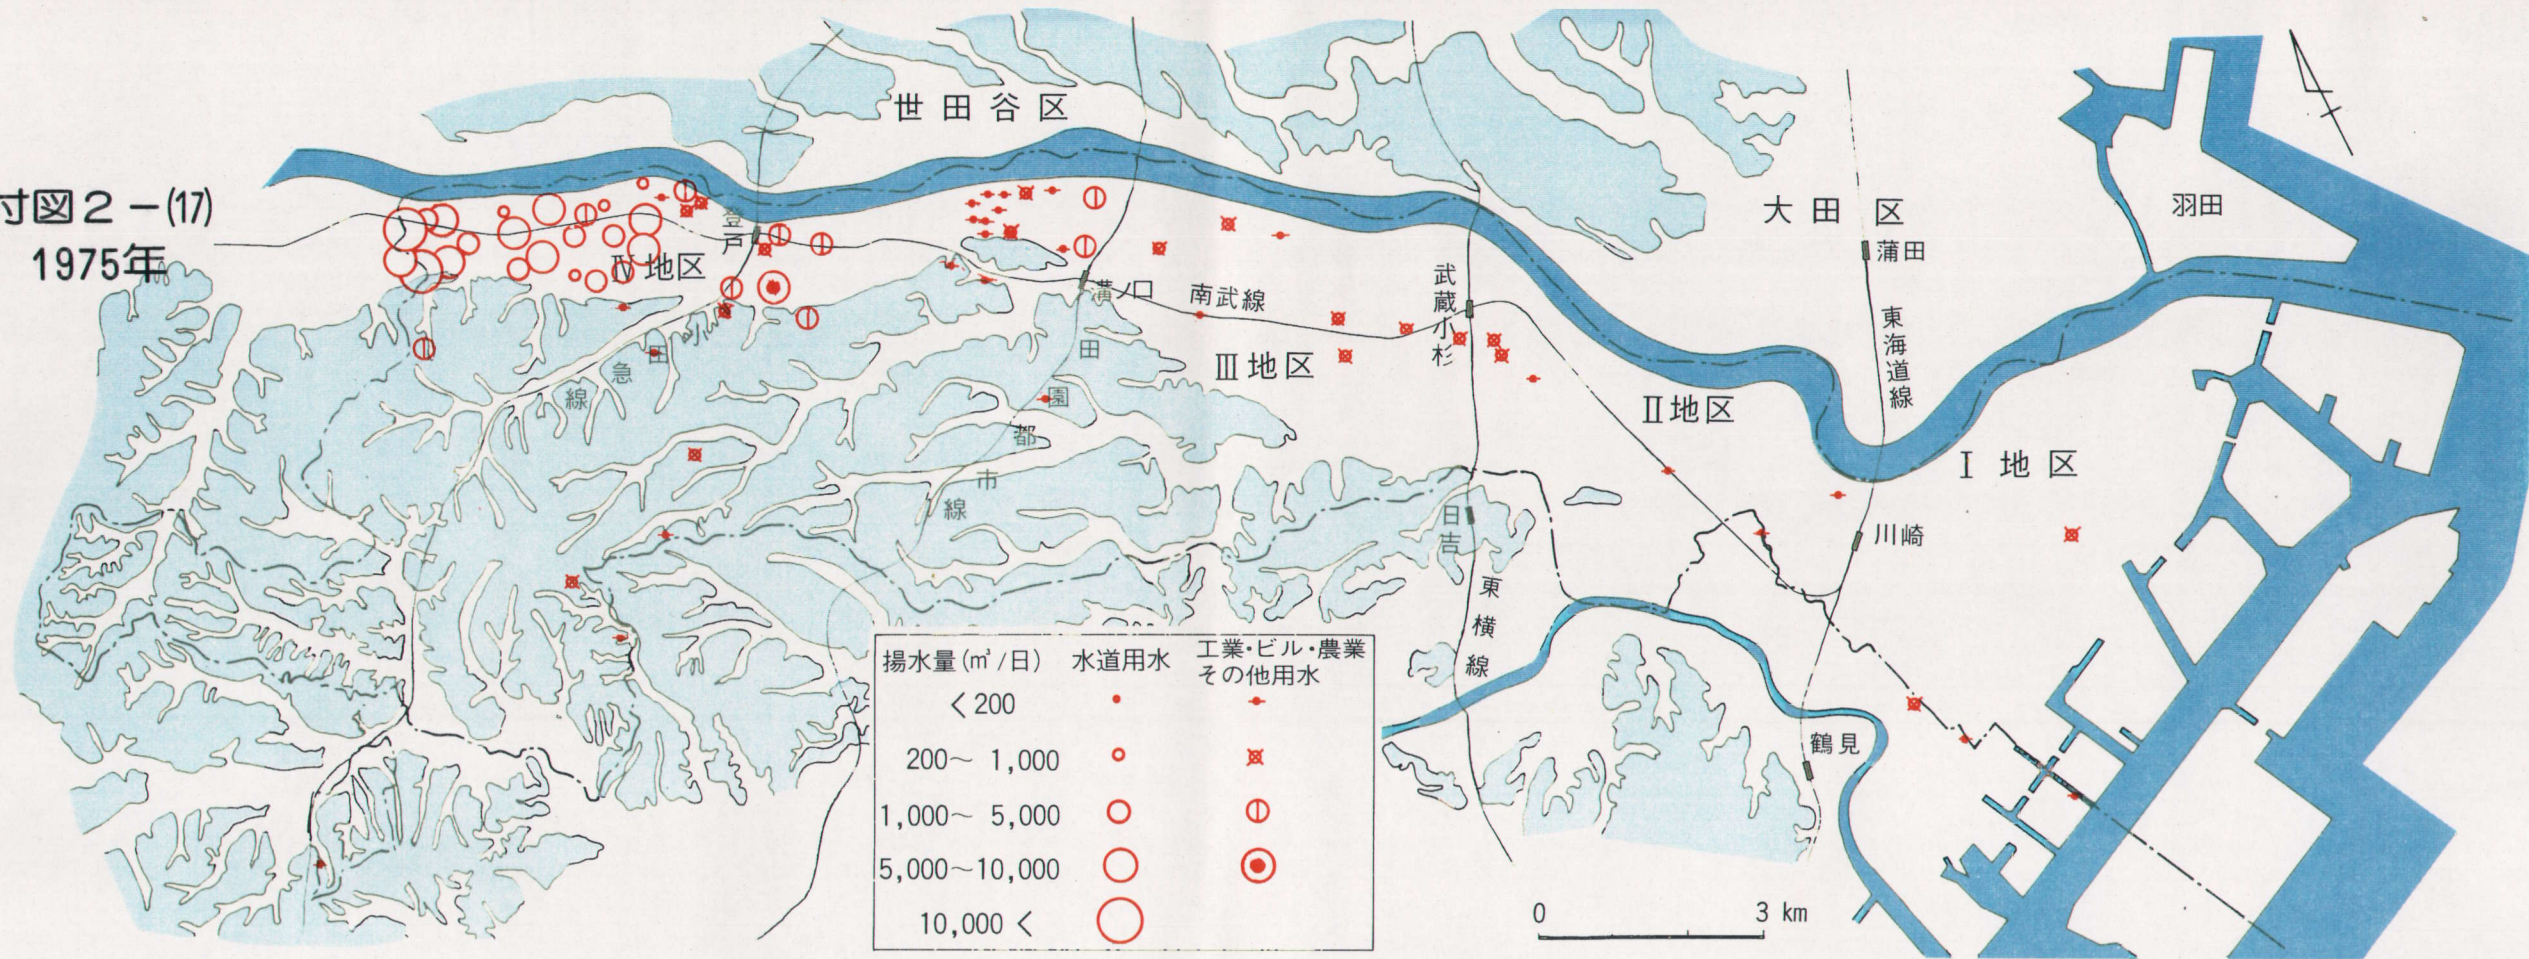 付図2-(17)
1975年
世田谷区
大田区
羽田
蒲田
東海道線
登戸
Ⅳ地区
溝ノ口
南武線
武蔵小杉
Ⅲ地区
Ⅱ地区
Ⅰ地区
小田急線
田園都市線
日吉
東横線
川崎
鶴見
揚水量(m³/日) 水道用水 工業・ビル・農業
その他用水
<200
200~1,000
1,000~5,000
5,000~10,000
10,000<
0 3 km